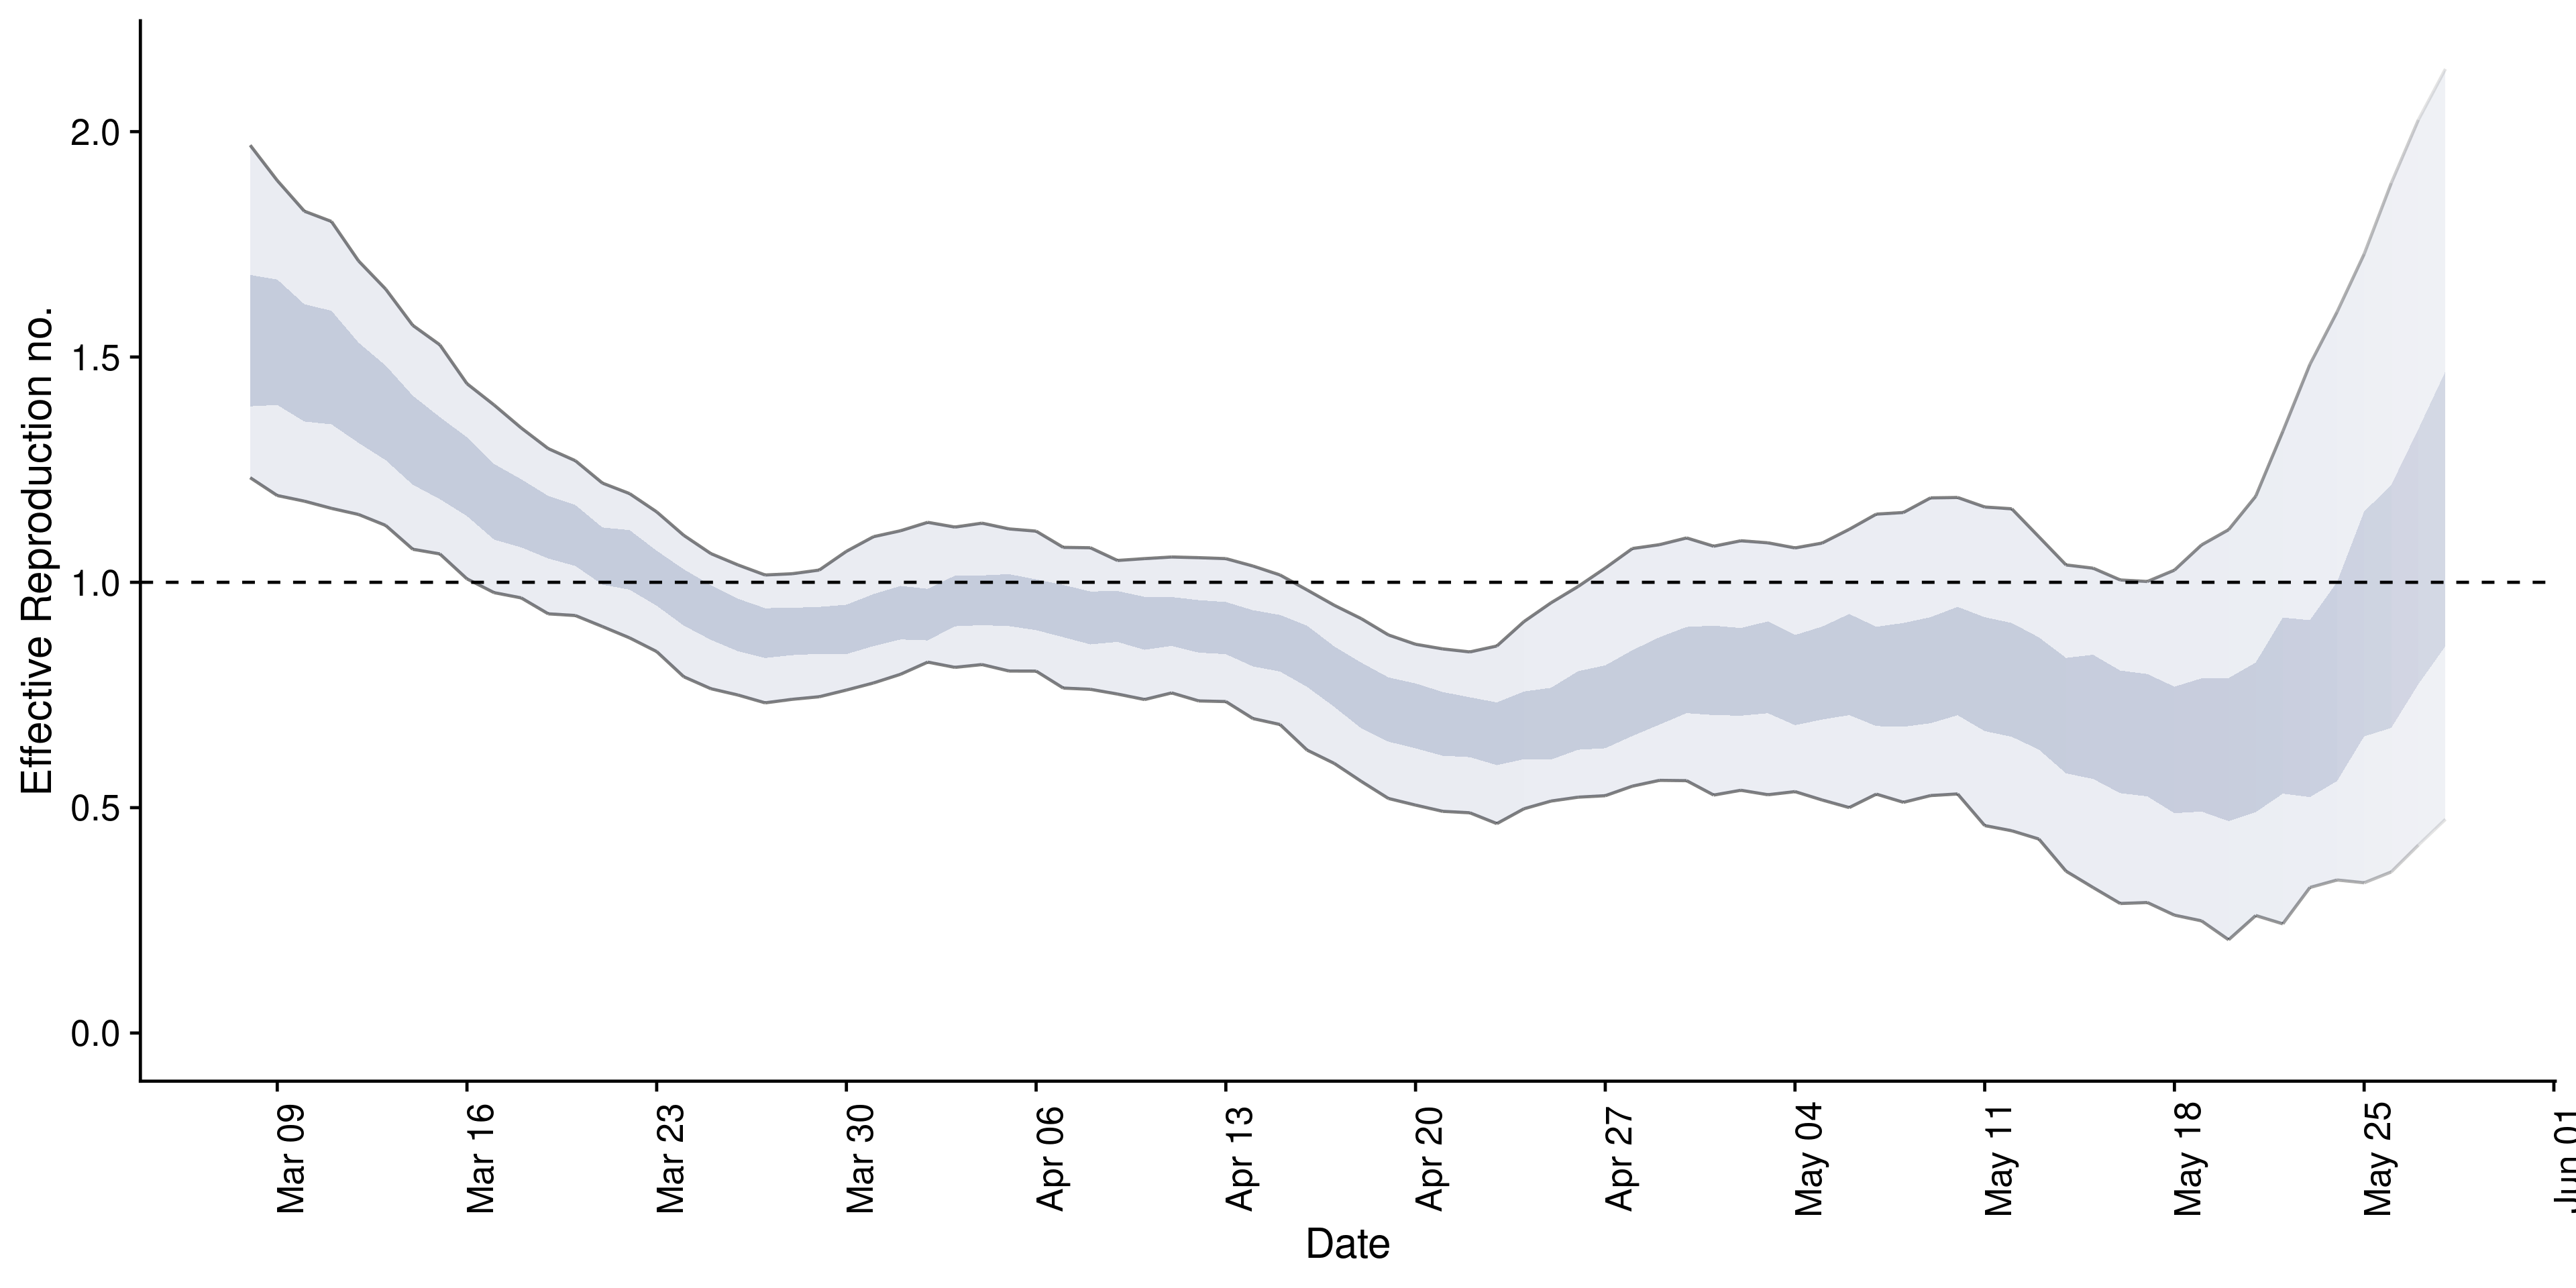 Effective Reproduction no.
2.0
1.5
1.0
0.5
0.0
Mar 09
Mar 16
Mar 23
Mar 30
Apr 06
Apr 13
Apr 20
Apr 27
May 04
May 11
May 18
May 25
Jun 01
Date